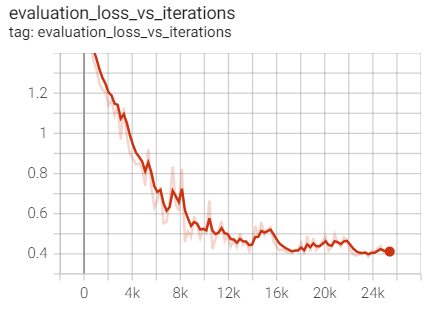 evaluation_loss_vs_iterations
tag: evaluation_loss_vs_iterations
1.2
1
0.8
0.6
0.4
0 4k 8k 12k 16k 20k 24k